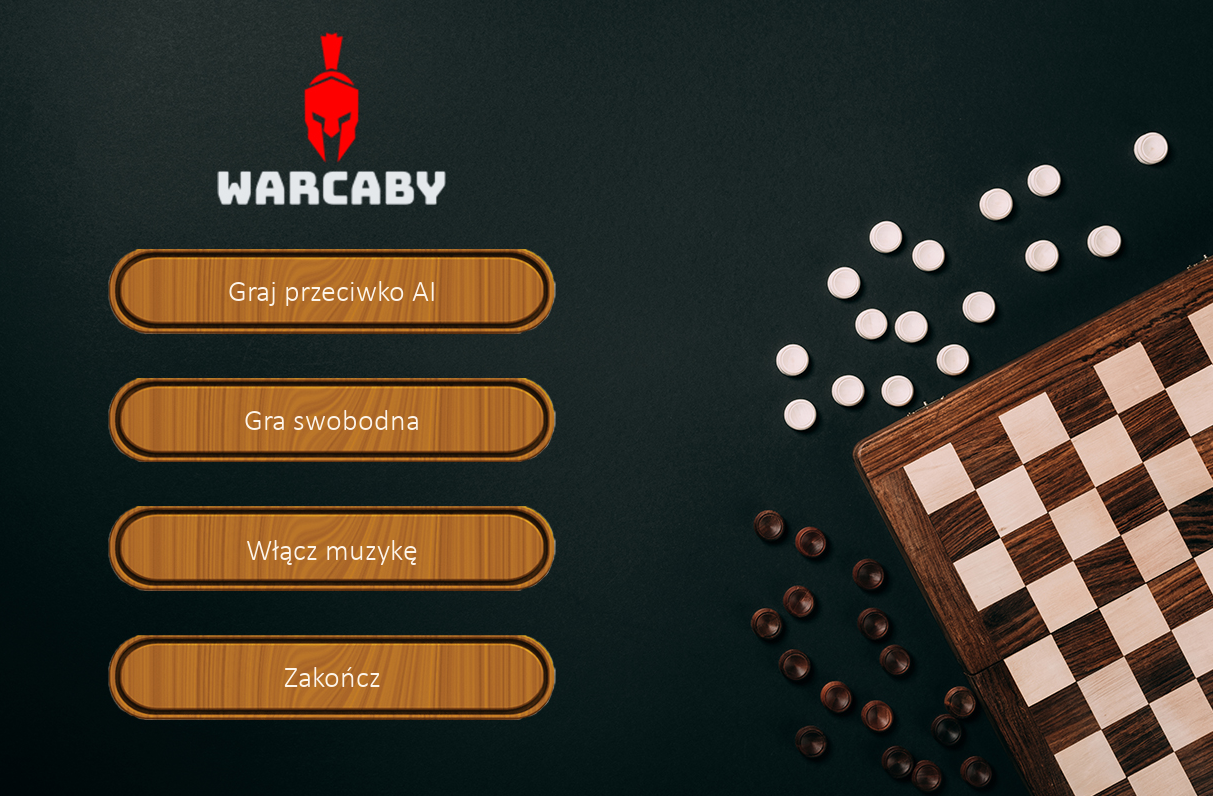 WARCABY
Graj przeciwko AI
Gra swobodna
Włącz muzykę
Zakończ